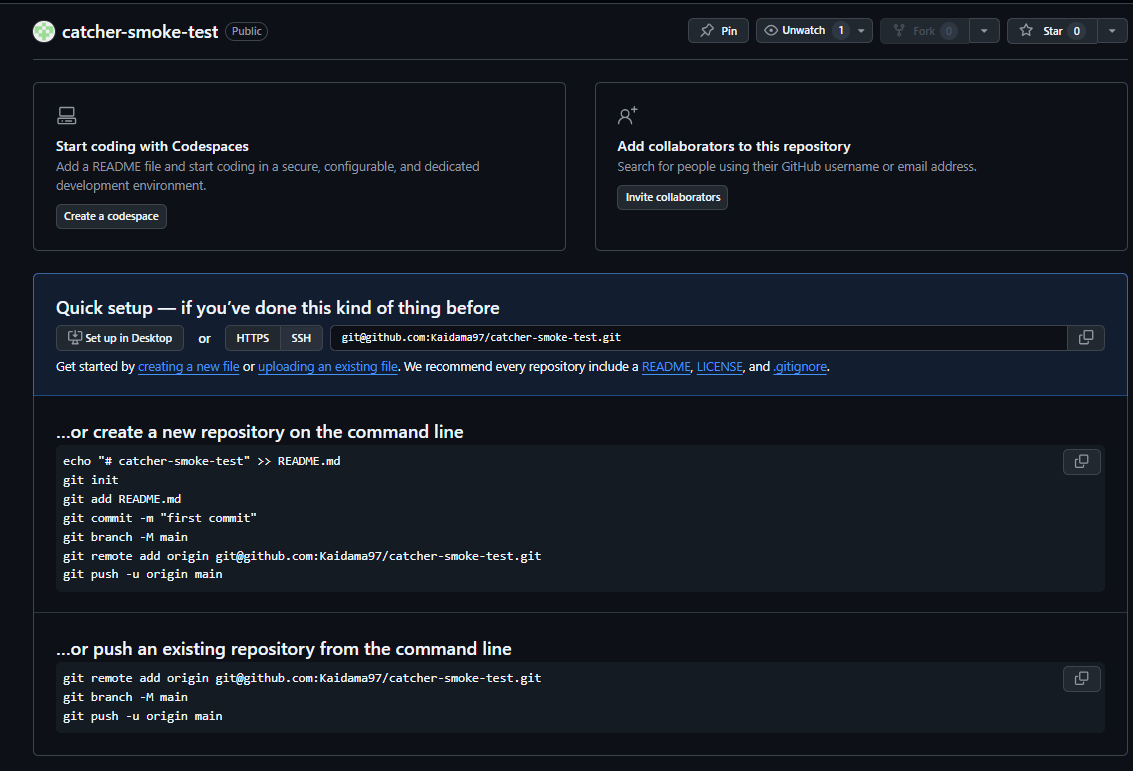 catcher-smoke-test Public Pin Unwatch 1 Fork 0 Star 0
Start coding with Codespaces
Add a README file and start coding in a secure, configurable, and dedicated
development environment.
Create a codespace
Add collaborators to this repository
Search for people using their GitHub username or email address.
Invite collaborators
Quick setup — if you’ve done this kind of thing before
Set up in Desktop or HTTPS SSH git@github.com:Kaidama97/catcher-smoke-test.git
Get started by creating a new file or uploading an existing file. We recommend every repository include a README, LICENSE, and .gitignore.
…or create a new repository on the command line
echo "# catcher-smoke-test" >> README.md
git init
git add README.md
git commit -m "first commit"
git branch -M main
git remote add origin git@github.com:Kaidama97/catcher-smoke-test.git
git push -u origin main
…or push an existing repository from the command line
git remote add origin git@github.com:Kaidama97/catcher-smoke-test.git
git branch -M main
git push -u origin main